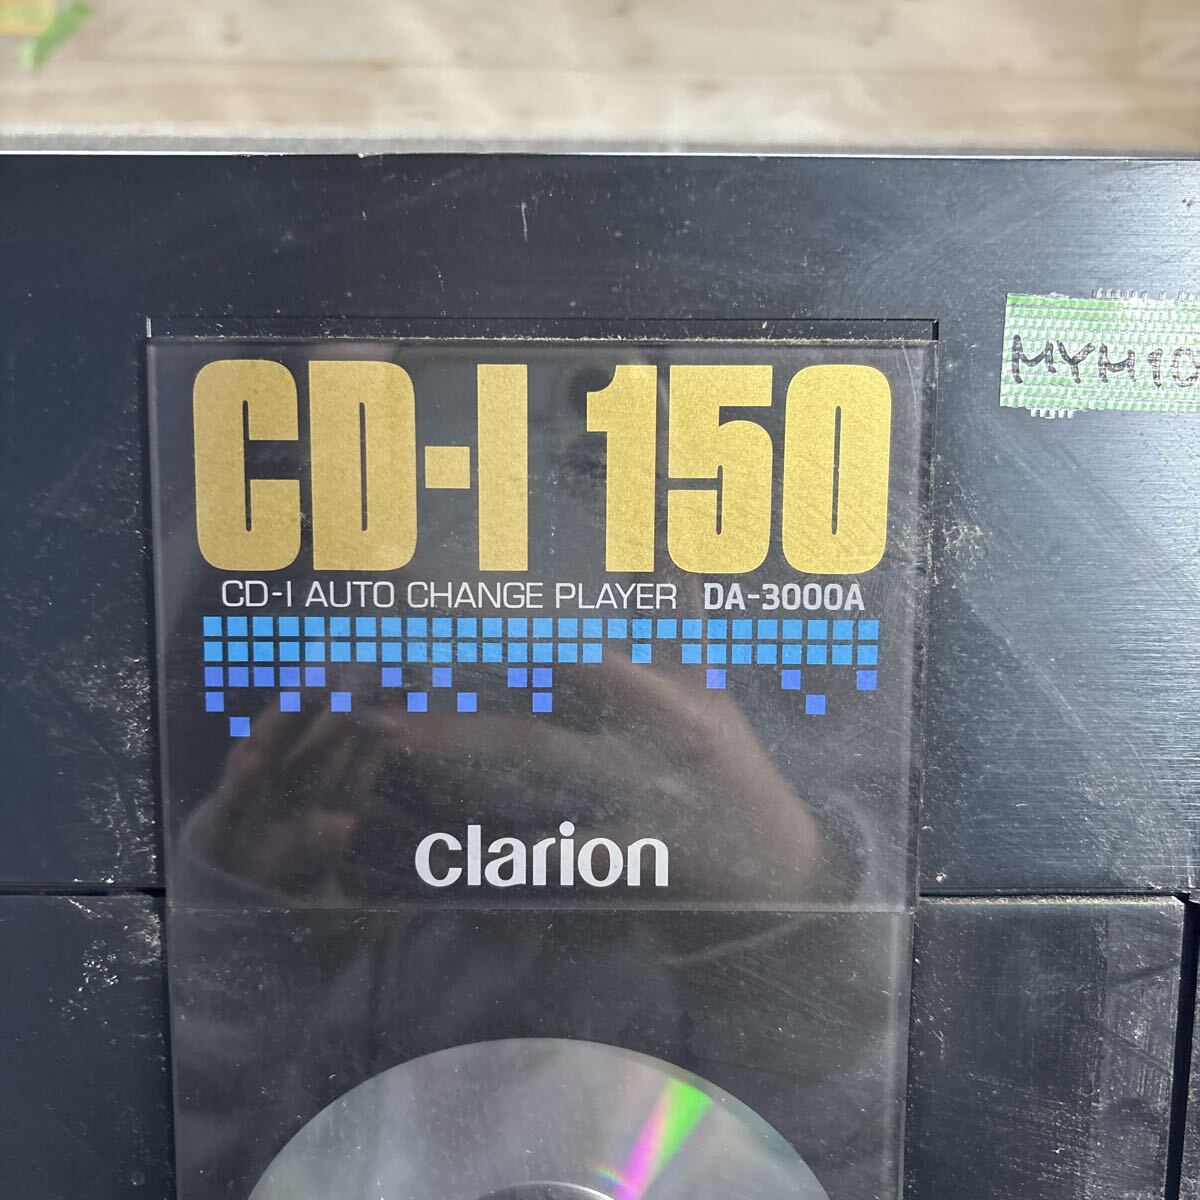 MYM10
CD-I 150
CD-I AUTO CHANGE PLAYER DA-3000A
clarion